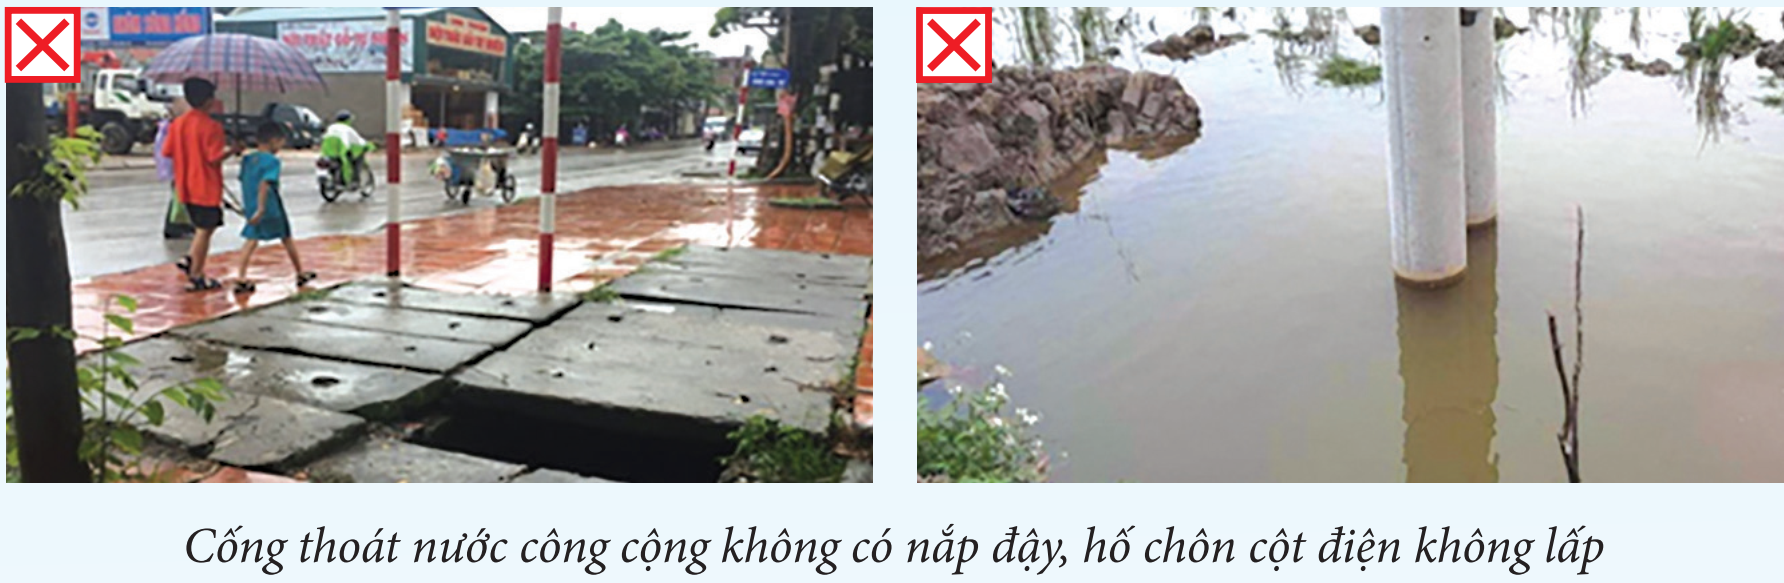 Cống thoát nước công cộng không có nắp đậy, hố chôn cột điện không lấp